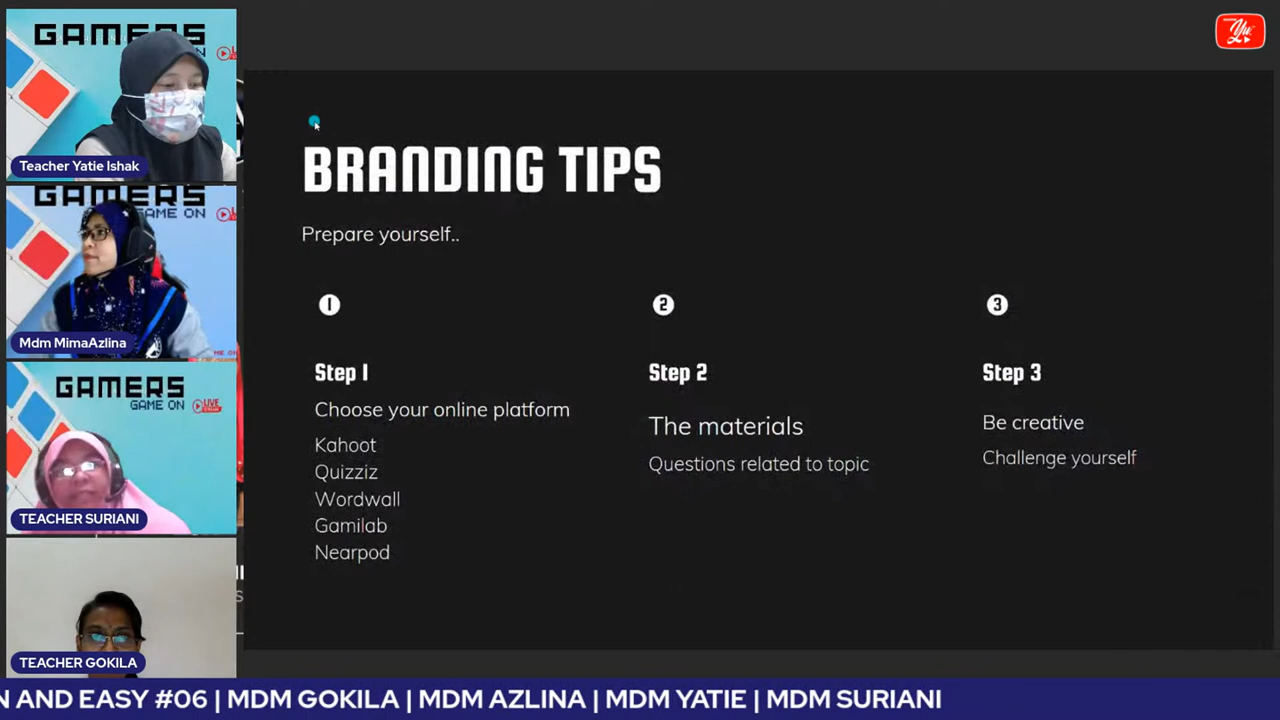 GAMERS
Teacher Yatie Ishak
GAMERS
GAME ON
Mdm MimaAzlina
GAMERS
GAME ON
LIVE
TEACHER SURIANI
TEACHER GOKILA
BRANDING TIPS
Prepare yourself..
1
Step 1
Choose your online platform
Kahoot
Quizziz
Wordwall
Gamilab
Nearpod
2
Step 2
The materials
Questions related to topic
3
Step 3
Be creative
Challenge yourself
N AND EASY #06 | MDM GOKILA | MDM AZLINA | MDM YATIE | MDM SURIANI